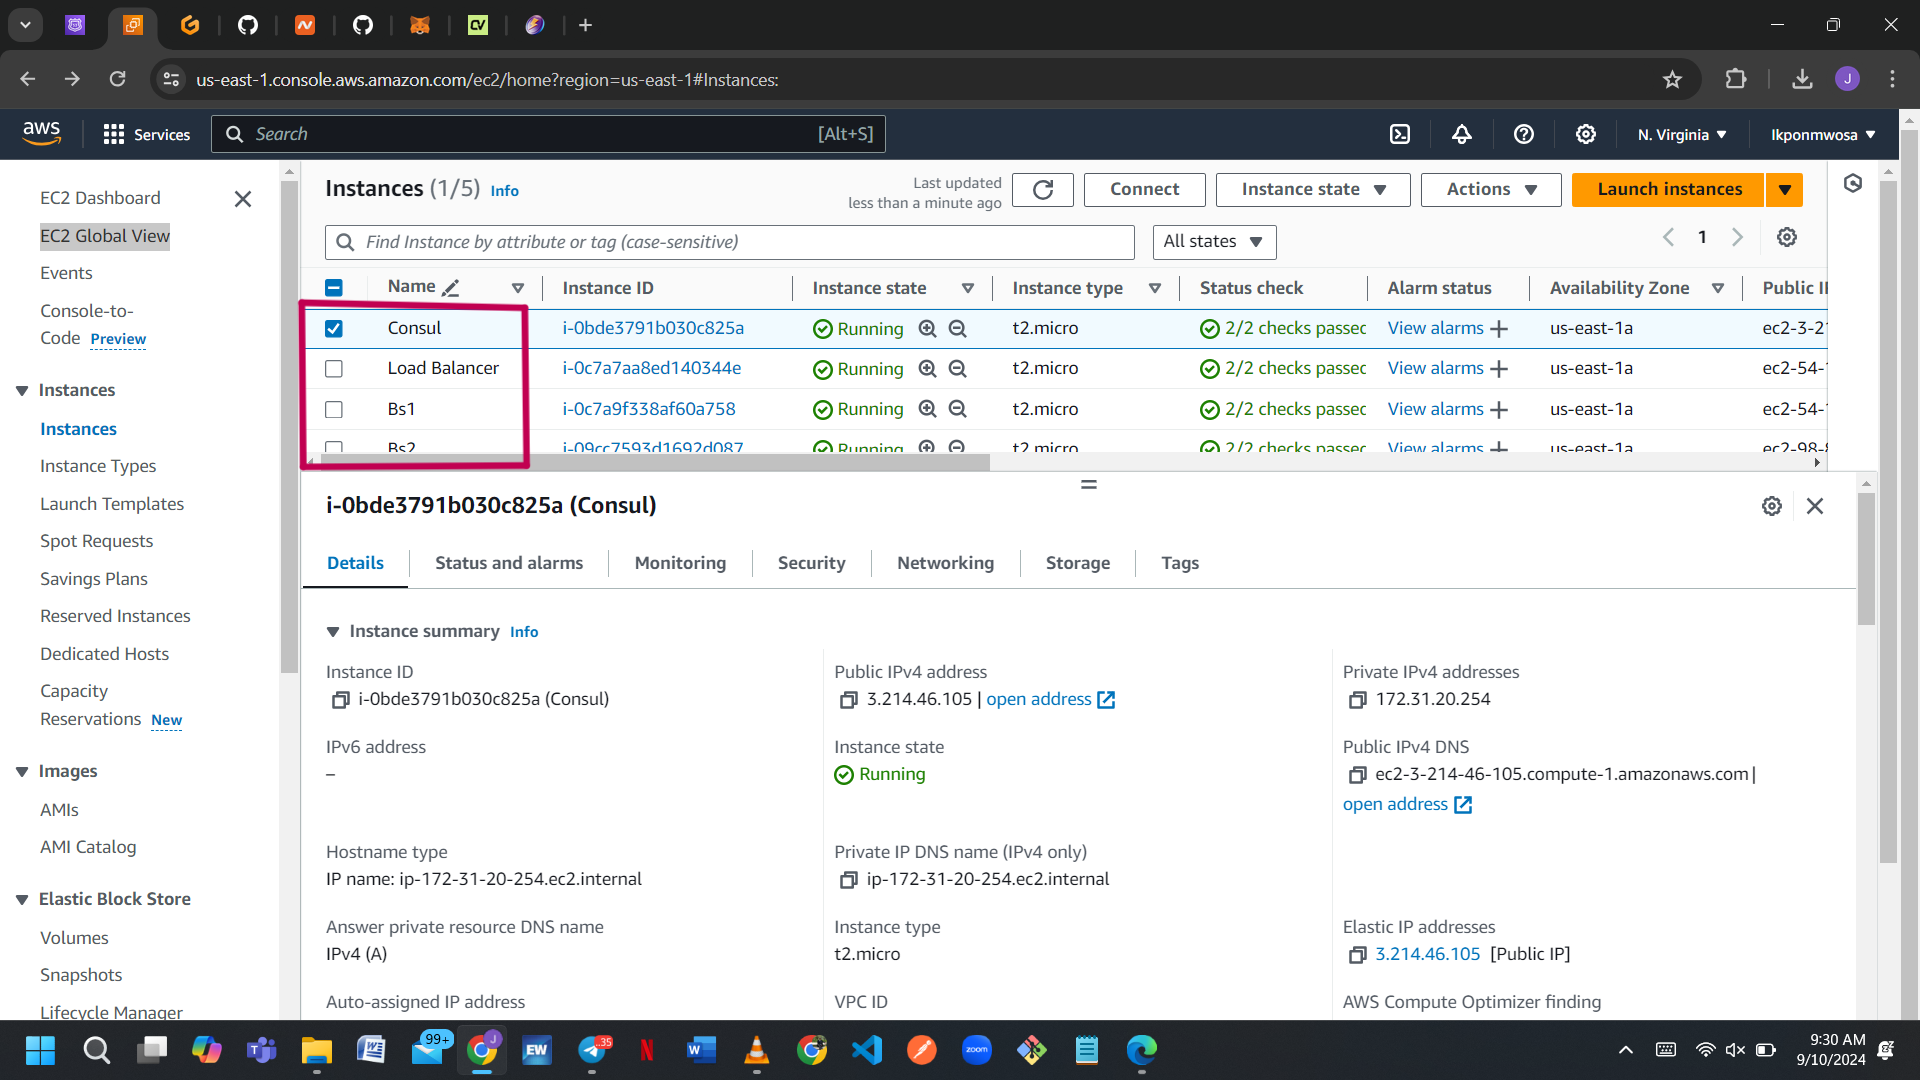 us-east-1.console.aws.amazon.com/ec2/home?region=us-east-1#Instances:
J
aws
Services
Search
[Alt+S]
N. Virginia
Ikponmwosa
EC2 Dashboard
EC2 Global View
Events
Console-to-
Code Preview
Instances
Instances
Instance Types
Launch Templates
Spot Requests
Savings Plans
Reserved Instances
Dedicated Hosts
Capacity
Reservations New
Images
AMIs
AMI Catalog
Elastic Block Store
Volumes
Snapshots
Lifecycle Manager
Instances (1/5) Info
Last updated
less than a minute ago
Connect
Instance state
Actions
Launch instances
Find Instance by attribute or tag (case-sensitive)
All states
1
Name Instance ID Instance state Instance type Status check Alarm status Availability Zone Public I
Consul i-0bde3791b030c825a Running t2.micro 2/2 checks passec View alarms us-east-1a ec2-3-21
Load Balancer i-0c7a7aa8ed140344e Running t2.micro 2/2 checks passec View alarms us-east-1a ec2-54-
Bs1 i-0c7a9f338af60a758 Running t2.micro 2/2 checks passec View alarms us-east-1a ec2-54-
Bs2 i-09cc7593d1692d087 Running t2.micro 2/2 checks passec View alarms us-east-1a ec2-98-
i-0bde3791b030c825a (Consul)
Details
Status and alarms
Monitoring
Security
Networking
Storage
Tags
Instance summary Info
Instance ID
i-0bde3791b030c825a (Consul)
Public IPv4 address
3.214.46.105 | open address
Private IPv4 addresses
172.31.20.254
IPv6 address
–
Instance state
Running
Public IPv4 DNS
ec2-3-214-46-105.compute-1.amazonaws.com |
open address
Hostname type
IP name: ip-172-31-20-254.ec2.internal
Private IP DNS name (IPv4 only)
ip-172-31-20-254.ec2.internal
Answer private resource DNS name
IPv4 (A)
Instance type
t2.micro
Elastic IP addresses
3.214.46.105 [Public IP]
Auto-assigned IP address
VPC ID
AWS Compute Optimizer finding
99+
J
EW
..35
N
W
zoom
9:30 AM
9/10/2024